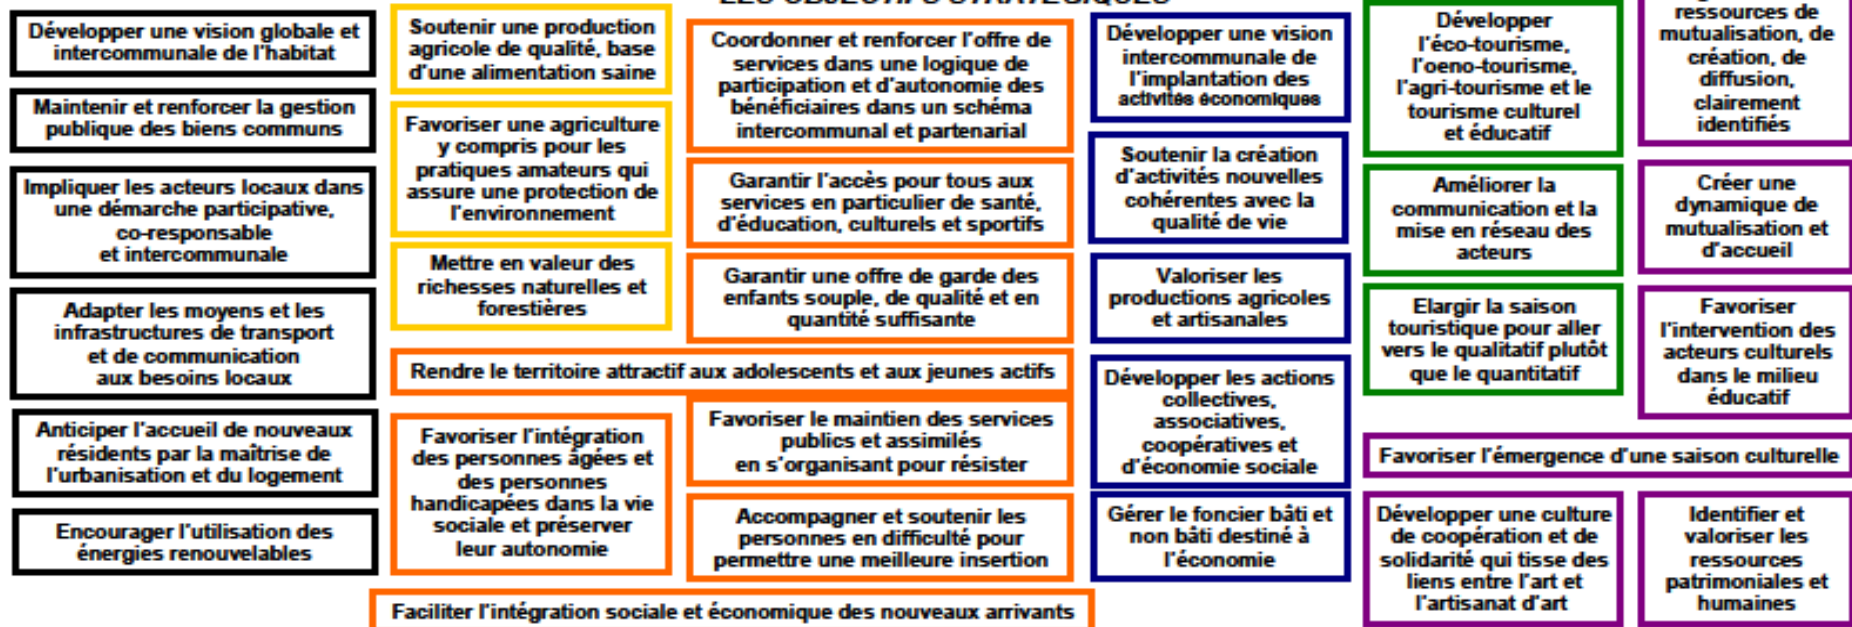 LES OBJECTIFS STRATEGIQUES
Développer une vision globale et
intercommunale de l'habitat
Maintenir et renforcer la gestion
publique des biens communs
Impliquer les acteurs locaux dans
une démarche participative,
co-responsable
et intercommunale
Adapter les moyens et les
infrastructures de transport
et de communication
aux besoins locaux
Anticiper l'accueil de nouveaux
résidents par la maîtrise de
l'urbanisation et du logement
Encourager l'utilisation des
énergies renouvelables
Soutenir une production
agricole de qualité, base
d'une alimentation saine
Favoriser une agriculture
y compris pour les
pratiques amateurs qui
assure une protection de
l'environnement
Mettre en valeur des
richesses naturelles et
forestières
Coordonner et renforcer l'offre de
services dans une logique de
participation et d'autonomie des
bénéficiaires dans un schéma
intercommunal et partenarial
Garantir l'accès pour tous aux
services en particulier de santé,
d'éducation, culturels et sportifs
Garantir une offre de garde des
enfants souple, de qualité et en
quantité suffisante
Rendre le territoire attractif aux adolescents et aux jeunes actifs
Favoriser l'intégration
des personnes âgées et
des personnes
handicapées dans la vie
sociale et préserver
leur autonomie
Favoriser le maintien des services
publics et assimilés
en s'organisant pour résister
Accompagner et soutenir les
personnes en difficulté pour
permettre une meilleure insertion
Faciliter l'intégration sociale et économique des nouveaux arrivants
Développer une vision
intercommunale de
l'implantation des
activités économiques
Soutenir la création
d'activités nouvelles
cohérentes avec la
qualité de vie
Valoriser les
productions agricoles
et artisanales
Développer les actions
collectives,
associatives,
coopératives et
d'économie sociale
Gérer le foncier bâti et
non bâti destiné à
l'économie
Développer
l'éco-tourisme,
l'oeno-tourisme,
l'agri-tourisme et le
tourisme culturel
et éducatif
Améliorer la
communication et la
mise en réseau des
acteurs
Elargir la saison
touristique pour aller
vers le qualitatif plutôt
que le quantitatif
ressources de
mutualisation, de
création, de
diffusion,
clairement
identifiés
Créer une
dynamique de
mutualisation et
d'accueil
Favoriser
l'intervention des
acteurs culturels
dans le milieu
éducatif
Favoriser l'émergence d'une saison culturelle
Développer une culture
de coopération et de
solidarité qui tisse des
liens entre l'art et
l'artisanat d'art
Identifier et
valoriser les
ressources
patrimoniales et
humaines